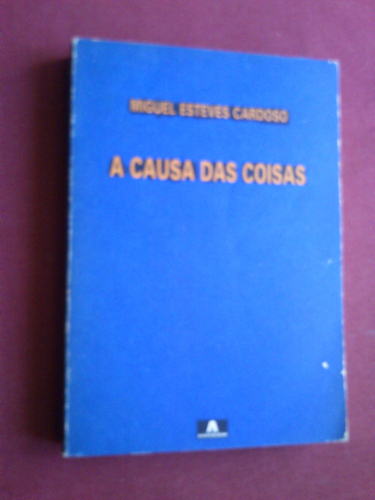 MIGUEL ESTEVES CARDOSO
A CAUSA DAS COISAS
A